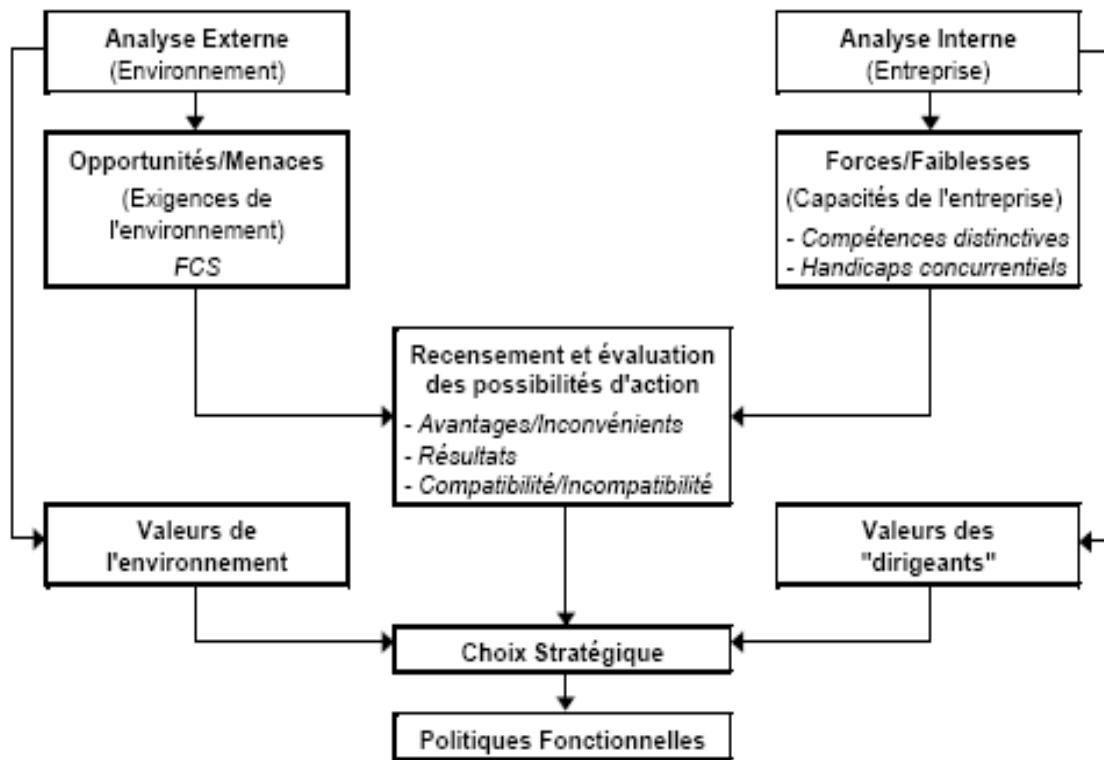 Analyse Externe
(Environnement)
Analyse Interne
(Entreprise)
Opportunités/Menaces
(Exigences de
l'environnement)
FCS
Forces/Faiblesses
(Capacités de l'entreprise)
- Compétences distinctives
- Handicaps concurrentiels
Recensement et évaluation
des possibilités d'action
- Avantages/Inconvénients
- Résultats
- Compatibilité/Incompatibilité
Valeurs de
l'environnement
Valeurs des
"dirigeants"
Choix Stratégique
Politiques Fonctionnelles